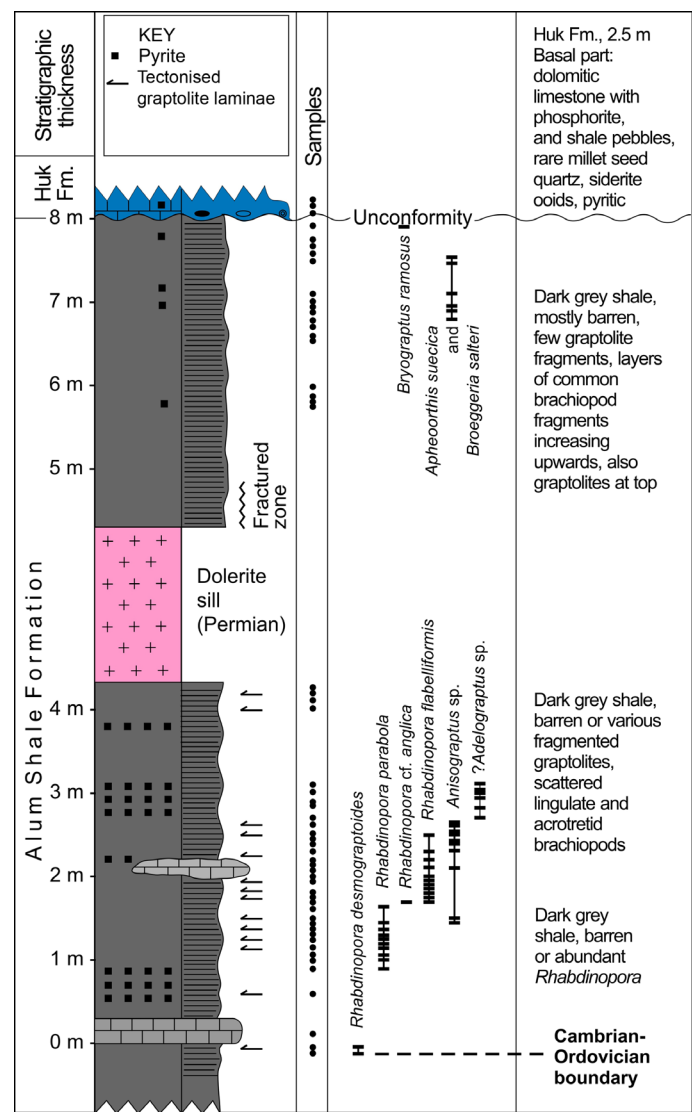 Stratigraphic
thickness
KEY
Pyrite
Tectonised
graptolite laminae
Samples
Huk Fm., 2.5 m
Basal part:
dolomitic
limestone with
phosphorite,
and shale pebbles,
rare millet seed
quartz, siderite
ooids, pyritic
Huk
Fm.
8 m
Unconformity
7 m
6 m
5 m
Fractured
zone
Bryograptus ramosus
Apheoorthis suecica
and
Broeggeria salteri
Dark grey shale,
mostly barren,
few graptolite
fragments, layers
of common
brachiopod
fragments
increasing
upwards, also
graptolites at top
Alum Shale Formation
Dolerite
sill
(Permian)
4 m
3 m
2 m
1 m
0 m
Rhabdinopora desmograptoides
Rhabdinopora parabola
Rhabdinopora cf. anglica
Rhabdinopora flabelliformis
Anisograptus sp.
?Adelograptus sp.
Dark grey shale,
barren or various
fragmented
graptolites,
scattered
lingulate and
acrotretid
brachiopods
Dark grey
shale, barren
or abundant
Rhabdinopora
Cambrian-
Ordovician
boundary